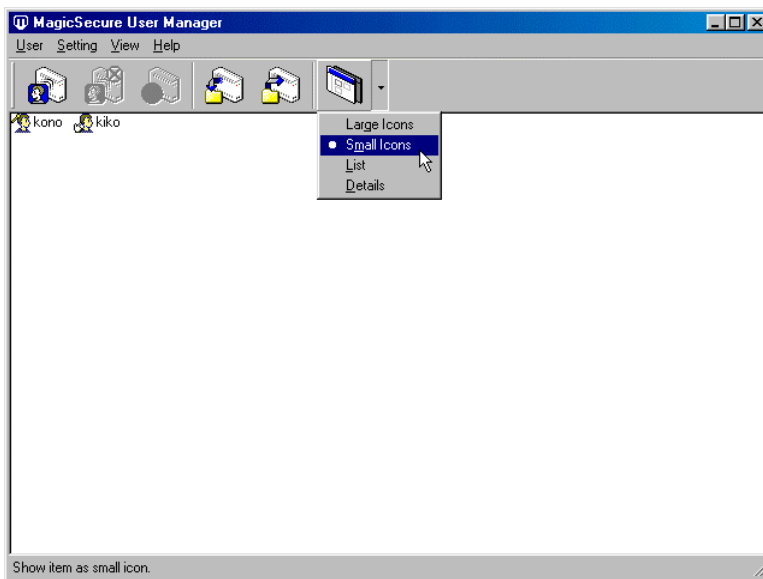 MagicSecure User Manager
User Setting View Help
kono kiko
Large Icons
Small Icons
List
Details
Show item as small icon.